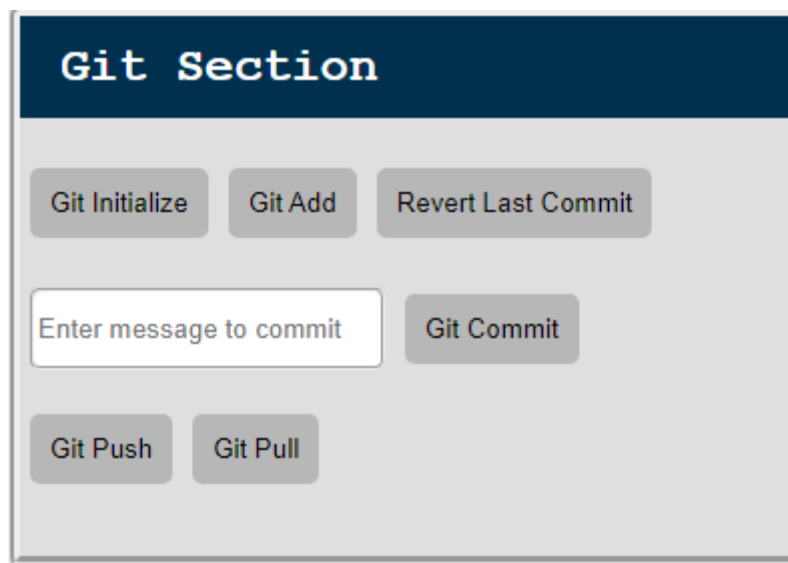 Git Section
Git Initialize Git Add Revert Last Commit
Enter message to commit Git Commit
Git Push Git Pull